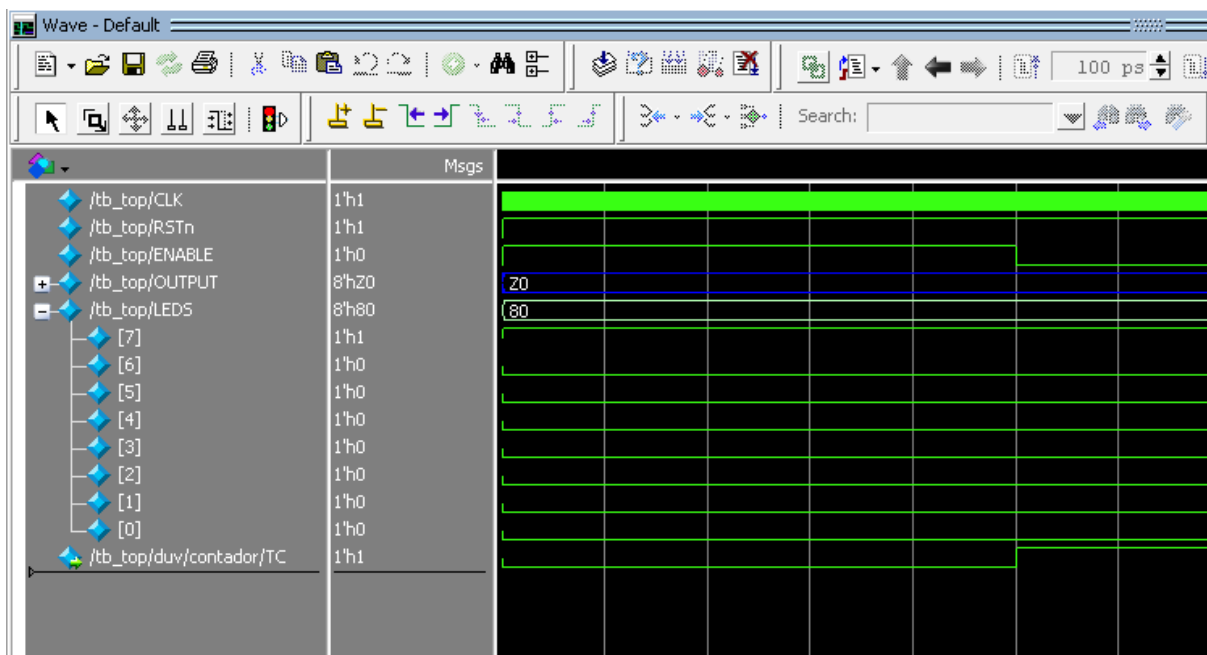 Wave - Default
100 ps
Search:
Msgs
/tb_top/CLK 1'h1
/tb_top/RSTn 1'h1
/tb_top/ENABLE 1'h0
/tb_top/OUTPUT 8'hZ0 Z0
/tb_top/LEDS 8'h80 80
[7] 1'h1
[6] 1'h0
[5] 1'h0
[4] 1'h0
[3] 1'h0
[2] 1'h0
[1] 1'h0
[0] 1'h0
/tb_top/duv/contador/TC 1'h1